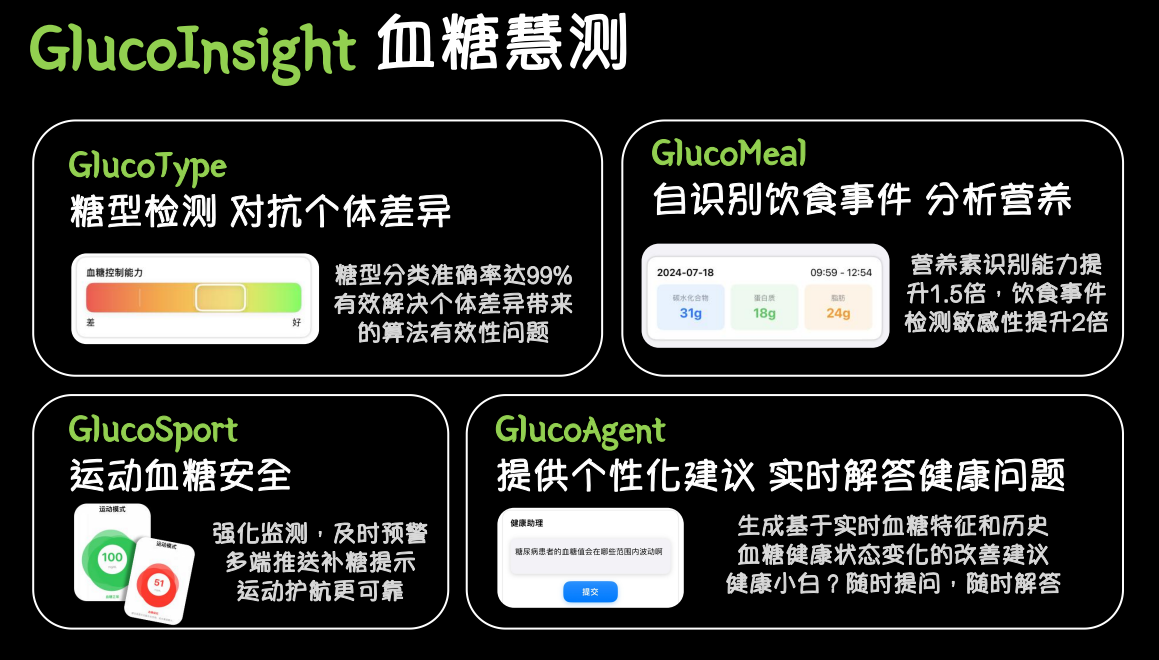 GlucoInsight 血糖慧测
GlucoType
糖型检测 对抗个体差异
血糖控制能力
差 好
糖型分类准确率达99%
有效解决个体差异带来
的算法有效性问题
GlucoMeal
自识别饮食事件 分析营养
2024-07-18 09:59 - 12:54
碳水化合物 蛋白质 脂肪
31g 18g 24g
营养素识别能力提
升1.5倍，饮食事件
检测敏感性提升2倍
GlucoSport
运动血糖安全
运动模式
100
运动模式
51
强化监测，及时预警
多端推送补糖提示
运动护航更可靠
GlucoAgent
提供个性化建议 实时解答健康问题
健康助理
糖尿病患者的血糖值会在哪些范围内波动啊
提交
生成基于实时血糖特征和历史
血糖健康状态变化的改善建议
健康小白？随时提问，随时解答